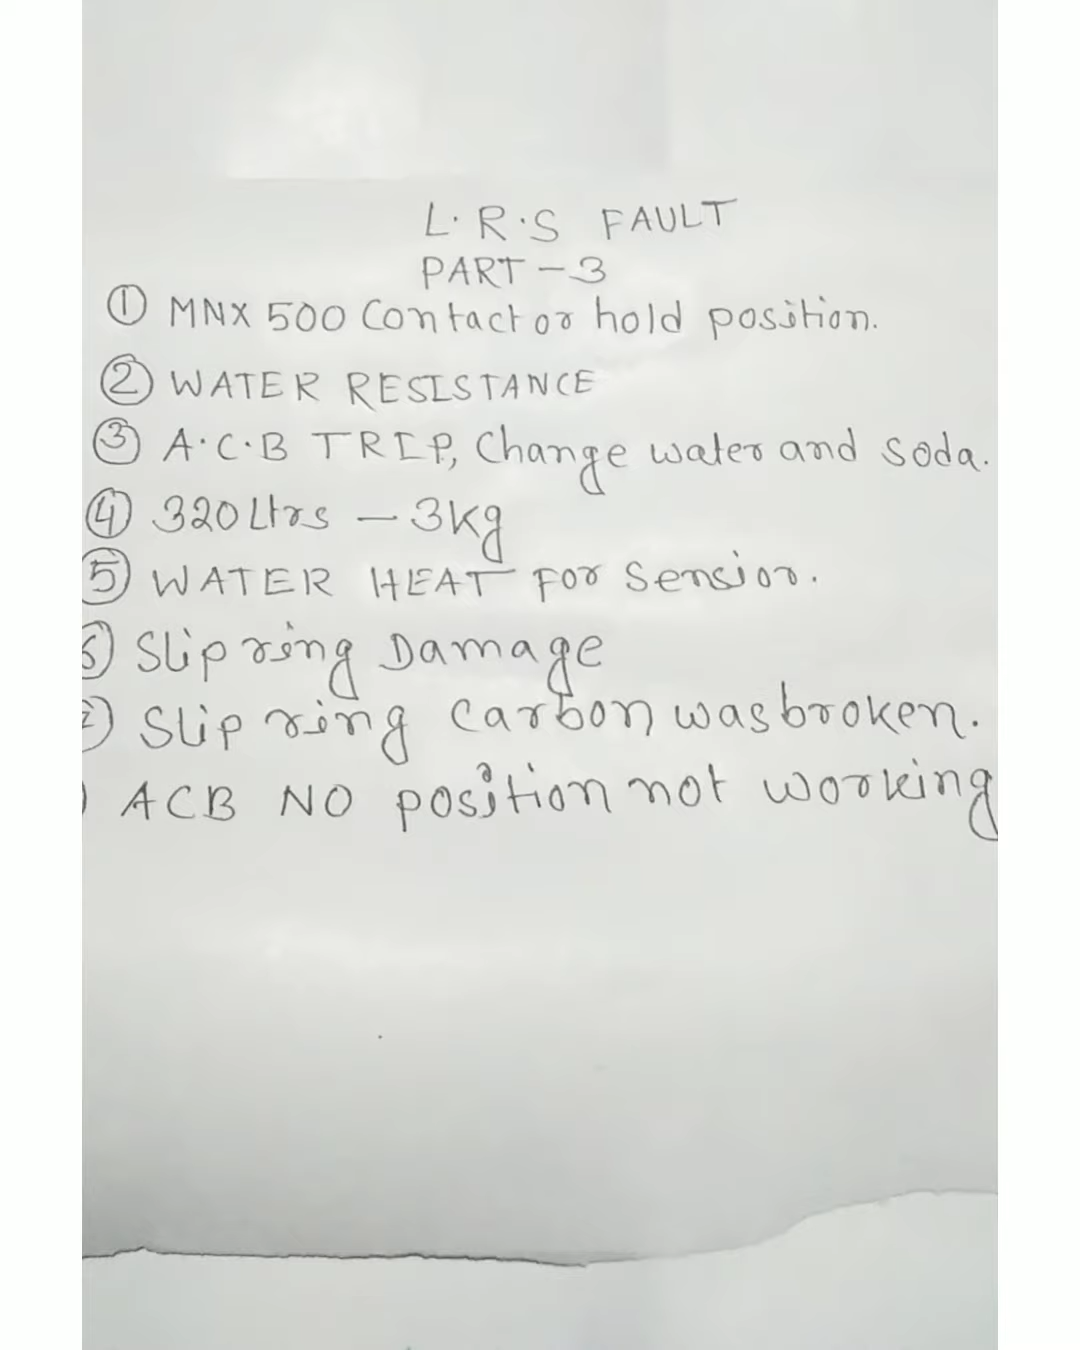 L.R.S FAULT
PART-3
① MNX 500 Contactor hold position.
② WATER RESISTANCE
③ A.C.B TRIP, Change water and soda.
④ 320 Ltrs - 3kg
⑤ WATER HEAT FOR Sensior.
⑥ Slip ring Damage
⑦ Slip ring Carbon was broken.
) ACB NO position not working